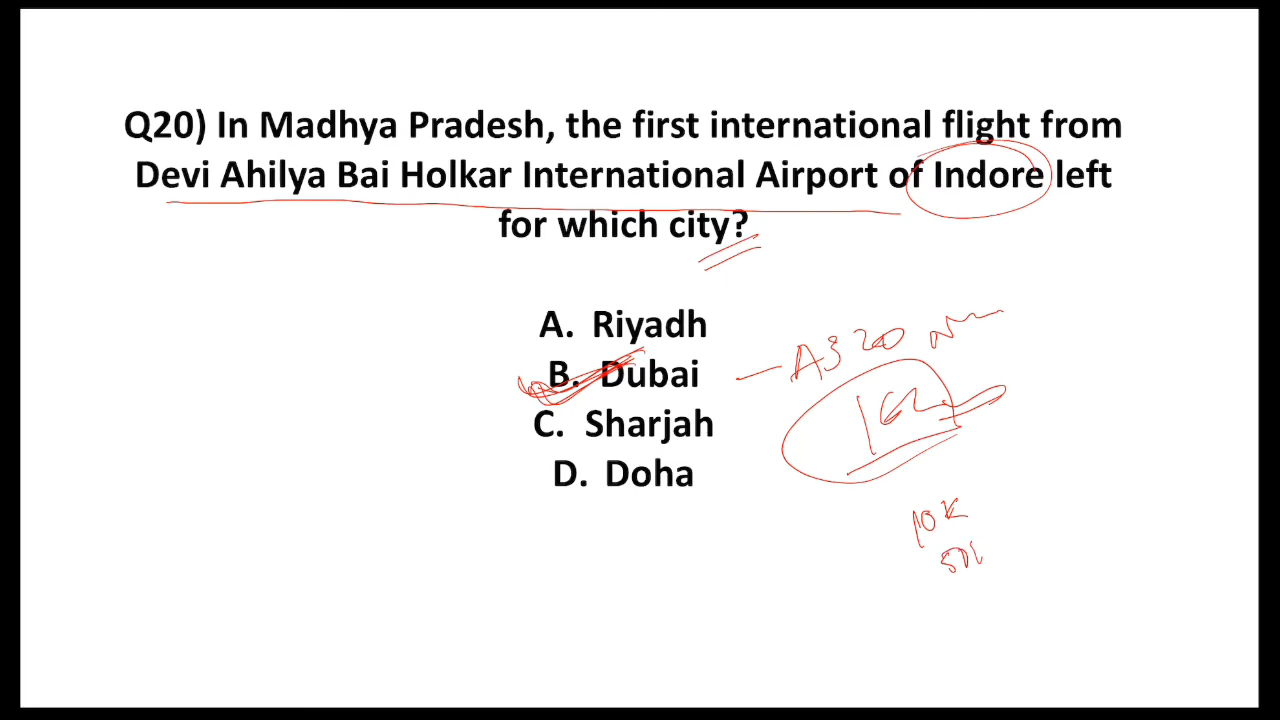 Q20) In Madhya Pradesh, the first international flight from
Devi Ahilya Bai Holkar International Airport of Indore left
for which city?
A. Riyadh
B. Dubai
C. Sharjah
D. Doha
A320
10K